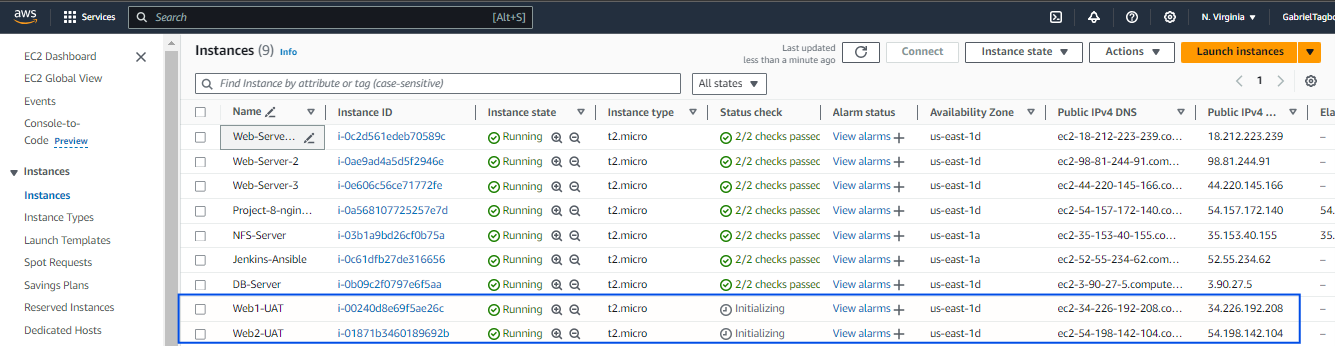 aws Services Search [Alt+S] N. Virginia GabrielTagbo
EC2 Dashboard
EC2 Global View
Events
Console-to-
Code Preview
Instances
Instances
Instance Types
Launch Templates
Spot Requests
Savings Plans
Reserved Instances
Dedicated Hosts
Instances (9) Info
Last updated
less than a minute ago
Connect Instance state Actions Launch instances
Find Instance by attribute or tag (case-sensitive) All states 1
Name Instance ID Instance state Instance type Status check Alarm status Availability Zone Public IPv4 DNS Public IPv4 ... Ela
Web-Serve... i-0c2d561edeb70589c Running t2.micro 2/2 checks passed View alarms + us-east-1d ec2-18-212-223-239.co... 18.212.223.239 –
Web-Server-2 i-0ae9ad4a5d5f2946e Running t2.micro 2/2 checks passed View alarms + us-east-1d ec2-98-81-244-91.com... 98.81.244.91 –
Web-Server-3 i-0e606c56ce71772fe Running t2.micro 2/2 checks passed View alarms + us-east-1d ec2-44-220-145-166.co... 44.220.145.166 –
Project-8-ngin... i-0a568107725257e7d Running t2.micro 2/2 checks passed View alarms + us-east-1d ec2-54-157-172-140.co... 54.157.172.140 54.
NFS-Server i-03b1a9bd26cf0b75a Running t2.micro 2/2 checks passed View alarms + us-east-1a ec2-35-153-40-155.co... 35.153.40.155 35.
Jenkins-Ansible i-0c61dfb27de316656 Running t2.micro 2/2 checks passed View alarms + us-east-1a ec2-52-55-234-62.com... 52.55.234.62 –
DB-Server i-0b09c2f0797e6f5aa Running t2.micro 2/2 checks passed View alarms + us-east-1d ec2-3-90-27-5.compute... 3.90.27.5 –
Web1-UAT i-00240d8e69f5ae26c Running t2.micro Initializing View alarms + us-east-1d ec2-34-226-192-208.co... 34.226.192.208 –
Web2-UAT i-01871b3460189692b Running t2.micro Initializing View alarms + us-east-1d ec2-54-198-142-104.co... 54.198.142.104 –